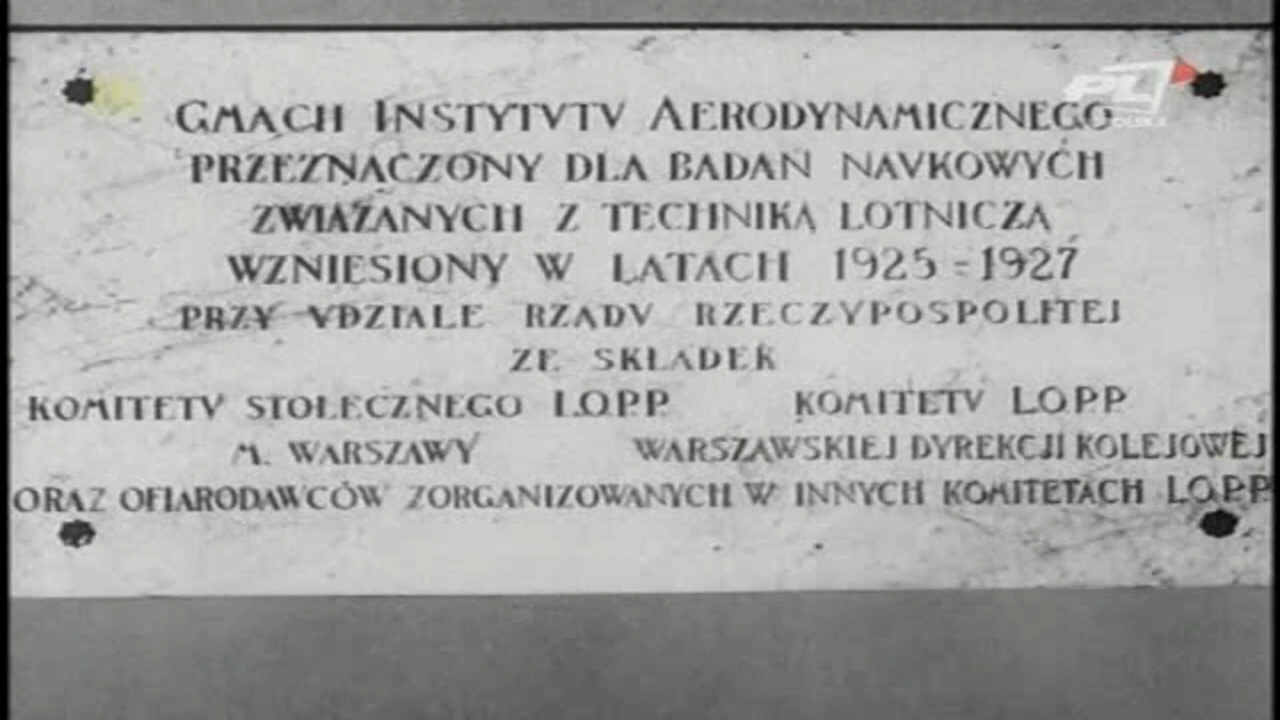 GMACH INSTYTVTV AERODYNAMICZNEGO
PRZEZNACZONY DLA BADAŃ NAVKOWYCH
ZWIĄZANYCH Z TECHNIKĄ LOTNICZĄ
WZNIESIONY W LATACH 1925-1927
PRZY VDZIALE RZĄDV RZECZYPOSPOLITEJ
ZE SKŁADEK
KOMITETV STOŁECZNEGO L.O.P.P. KOMITETV L.O.P.P.
M. WARSZAWY WARSZAWSKIEJ DYREKCJI KOLEJOWEJ
ORAZ OFIARODAWCÓW ZORGANIZOWANYCH W INNYCH KOMITETACH L.O.P.P.